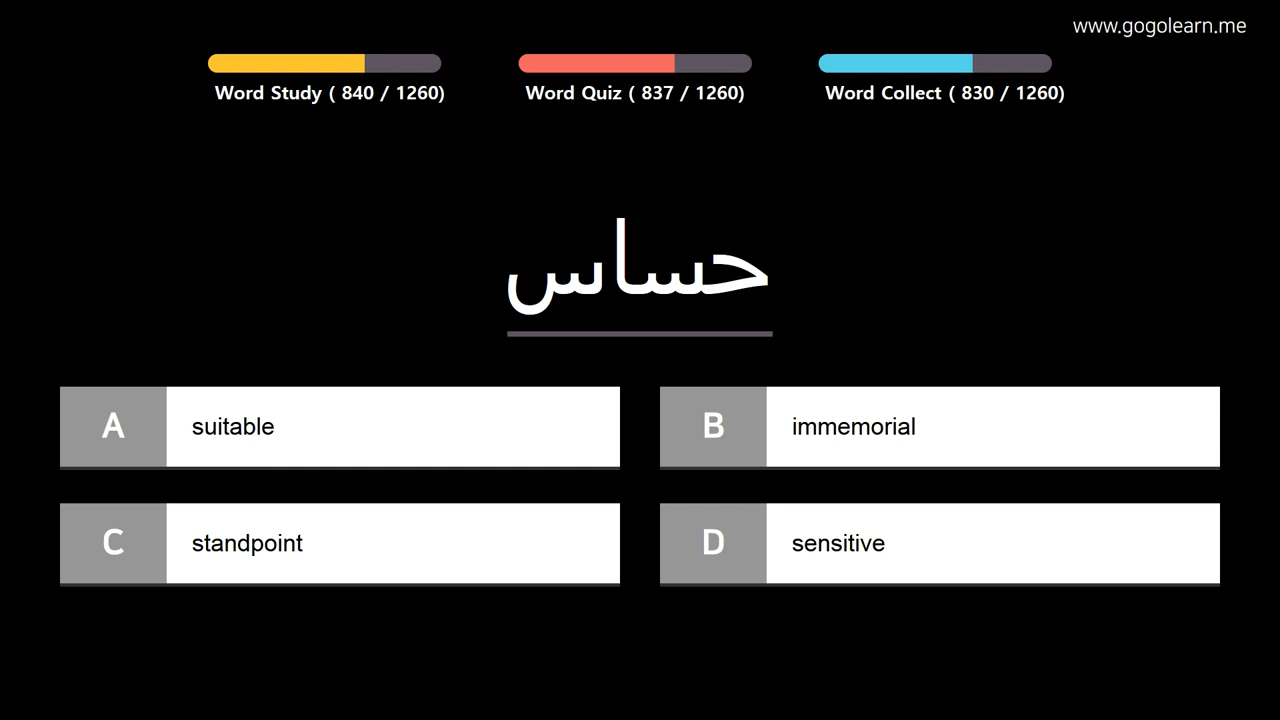 www.gogolearn.me
Word Study ( 840 / 1260)
Word Quiz ( 837 / 1260)
Word Collect ( 830 / 1260)
حساس
A suitable
B immemorial
C standpoint
D sensitive